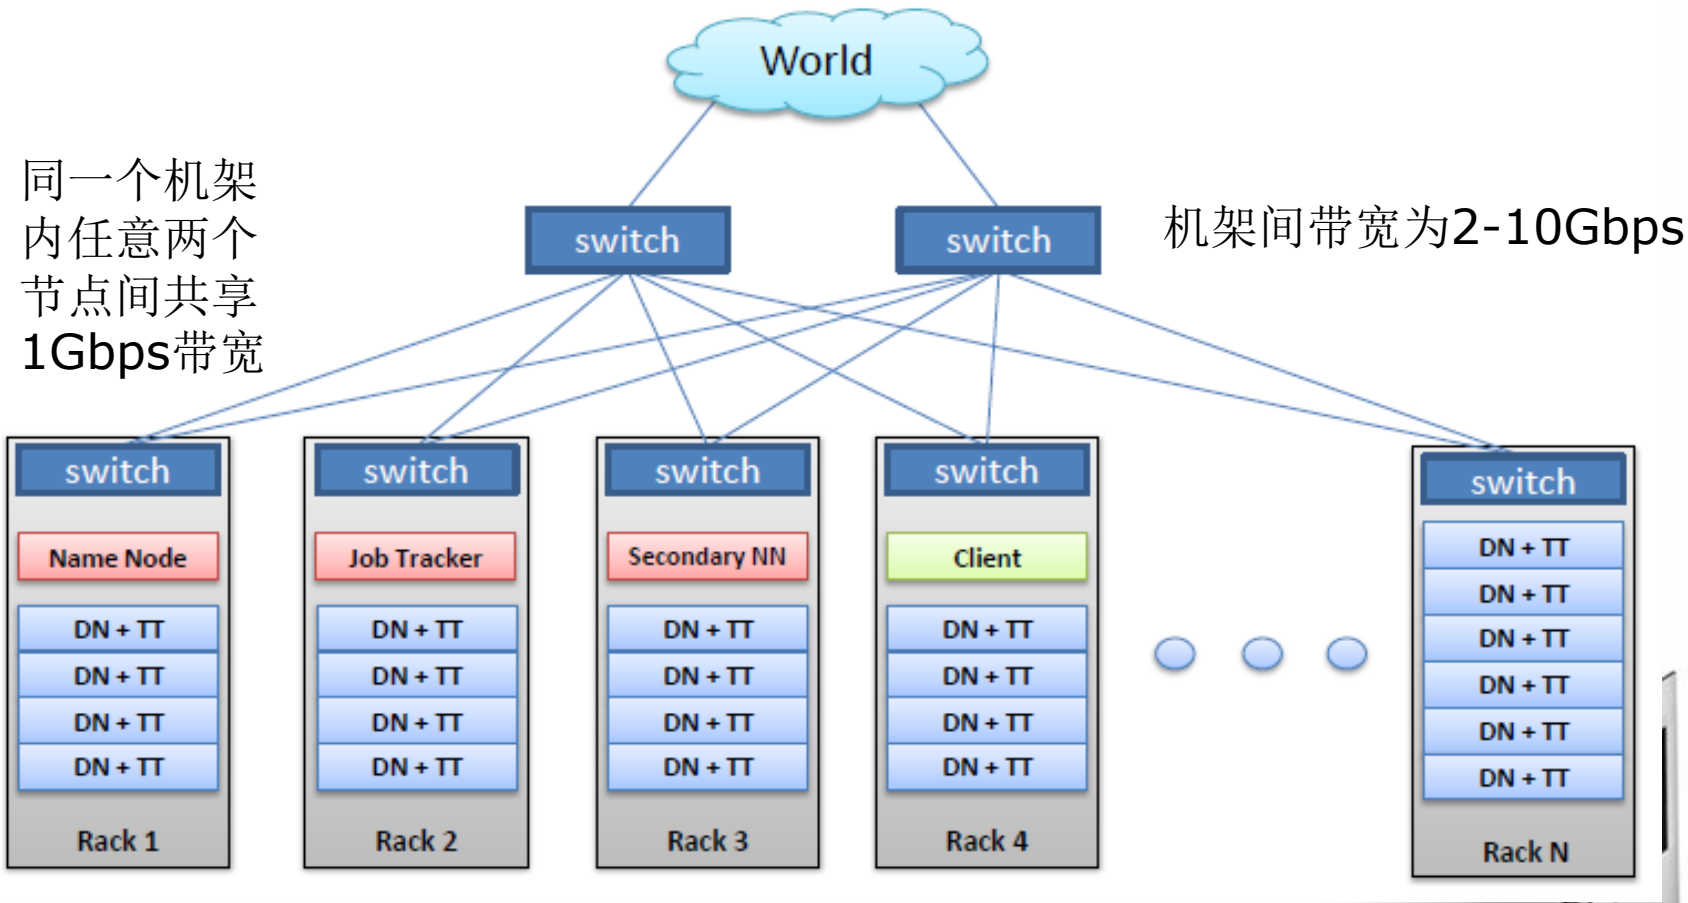 World
同一个机架
内任意两个
节点间共享
1Gbps带宽
switch
switch
机架间带宽为2-10Gbps
switch
Name Node
DN + TT
DN + TT
DN + TT
DN + TT
Rack 1
switch
Job Tracker
DN + TT
DN + TT
DN + TT
DN + TT
Rack 2
switch
Secondary NN
DN + TT
DN + TT
DN + TT
DN + TT
Rack 3
switch
Client
DN + TT
DN + TT
DN + TT
DN + TT
Rack 4
switch
DN + TT
DN + TT
DN + TT
DN + TT
DN + TT
DN + TT
Rack N